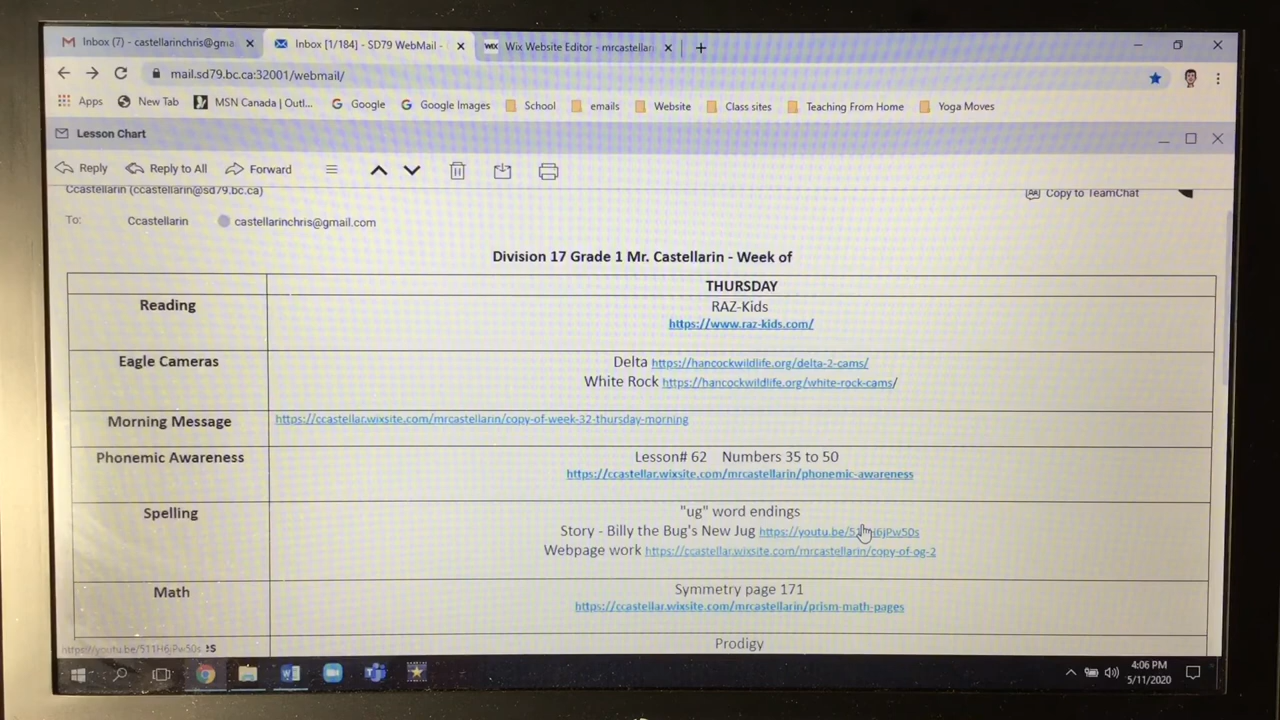 Inbox (7) - castellarinchris@gma
Inbox [1/184] - SD79 WebMail -
Wix Website Editor - mrcastellari
mail.sd79.bc.ca:32001/webmail/
Apps
New Tab
MSN Canada | Outl...
Google
Google Images
School
emails
Website
Class sites
Teaching From Home
Yoga Moves
Lesson Chart
Reply
Reply to All
Forward
Ccastellarin (ccastellarin@sd79.bc.ca)
Copy to TeamChat
To: Ccastellarin castellarinchris@gmail.com
Division 17 Grade 1 Mr. Castellarin - Week of
THURSDAY
Reading
RAZ-Kids
https://www.raz-kids.com/
Eagle Cameras
Delta https://hancockwildlife.org/delta-2-cams/
White Rock https://hancockwildlife.org/white-rock-cams/
Morning Message
https://ccastellar.wixsite.com/mrcastellarin/copy-of-week-32-thursday-morning
Phonemic Awareness
Lesson# 62 Numbers 35 to 50
https://ccastellar.wixsite.com/mrcastellarin/phonemic-awareness
Spelling
"ug" word endings
Story - Billy the Bug's New Jug https://youtu.be/511H6jPw50s
Webpage work https://ccastellar.wixsite.com/mrcastellarin/copy-of-og-2
Math
Symmetry page 171
https://ccastellar.wixsite.com/mrcastellarin/prism-math-pages
Prodigy
https://youtu.be/511H6jPw50s
4:06 PM
5/11/2020